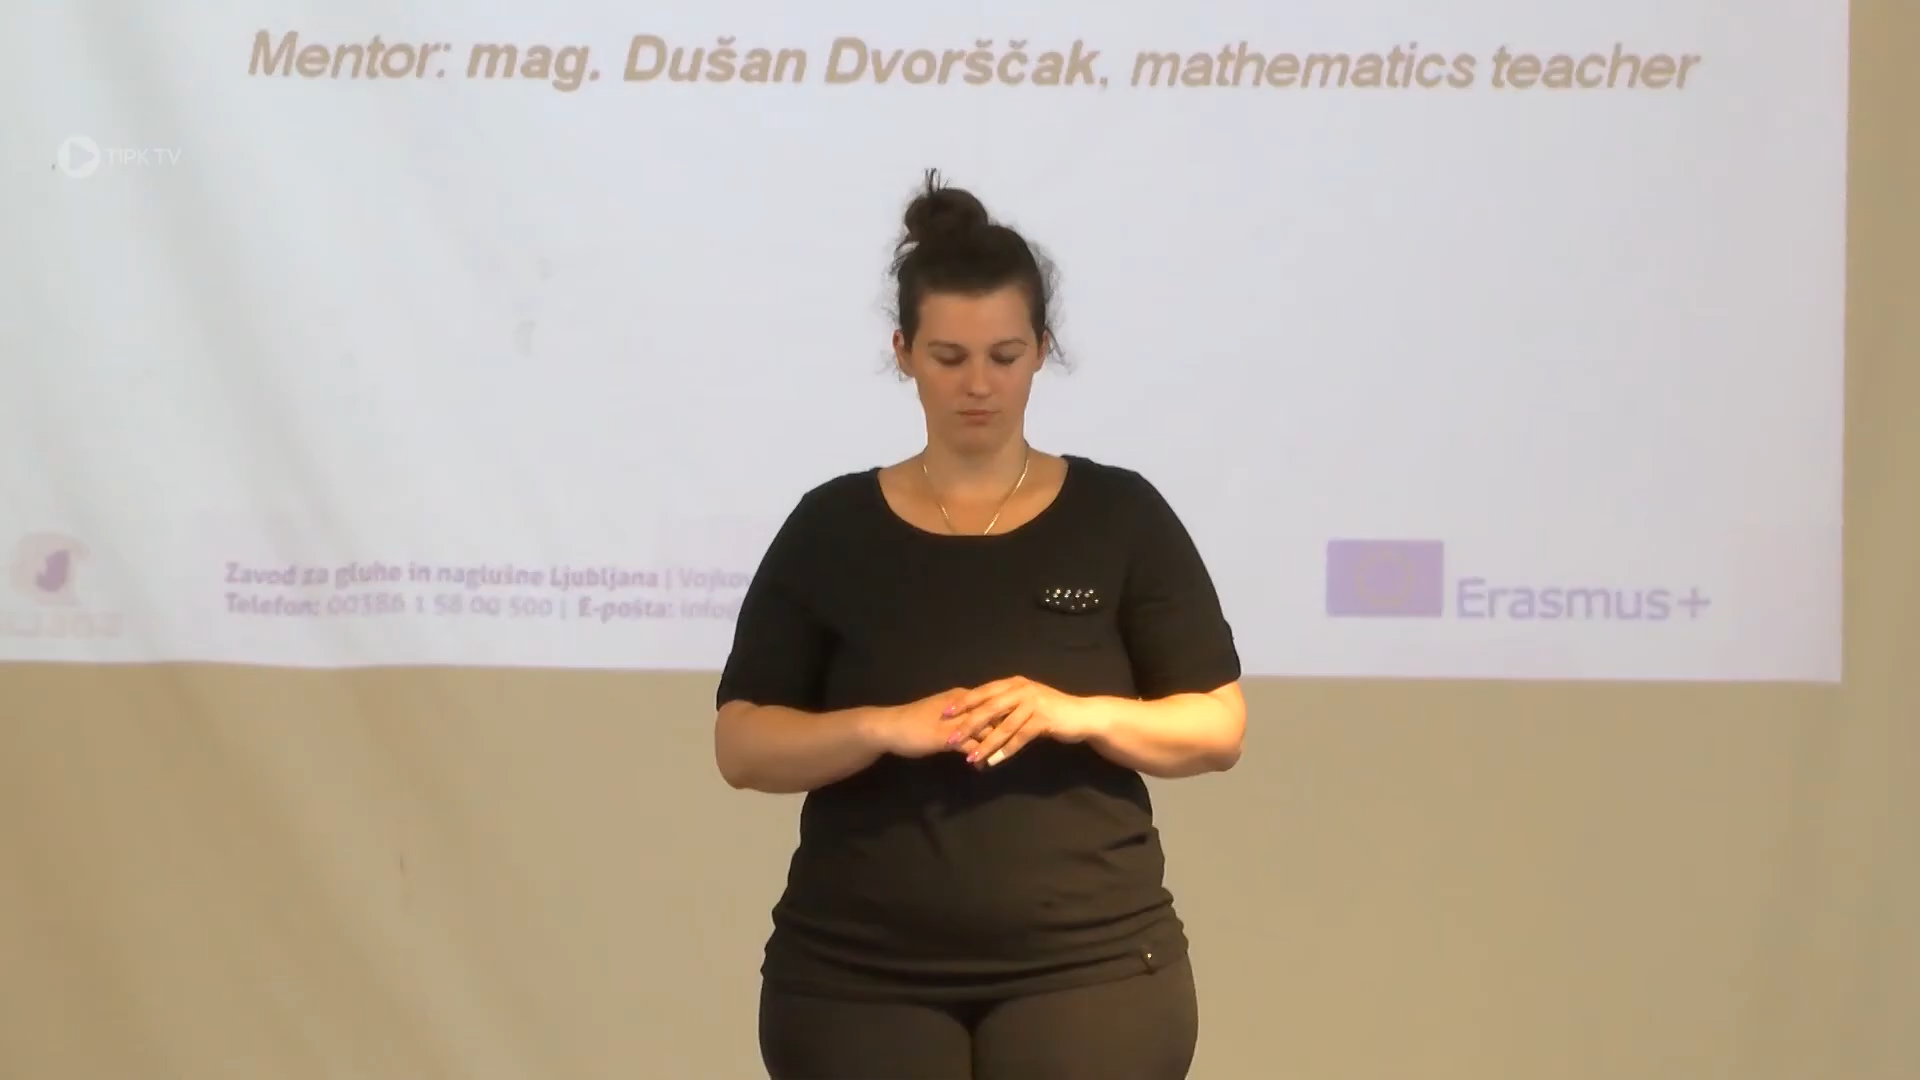 Mentor: mag. Dušan Dvorščak, mathematics teacher
TIPK TV
Zavod za gluhe in naglušne Ljubljana | Vojkov
Telefon: 00386 1 58 00 500 | E-pošta: info@
Erasmus+